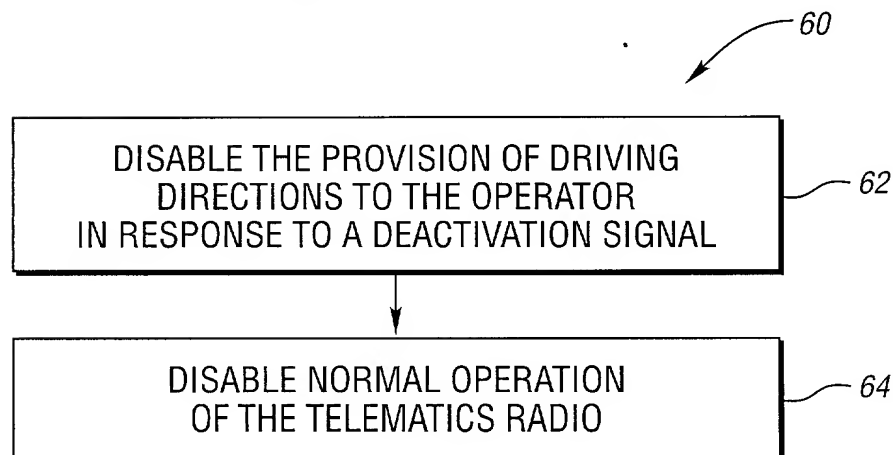 60
DISABLE THE PROVISION OF DRIVING
DIRECTIONS TO THE OPERATOR
IN RESPONSE TO A DEACTIVATION SIGNAL
62
DISABLE NORMAL OPERATION
OF THE TELEMATICS RADIO
64